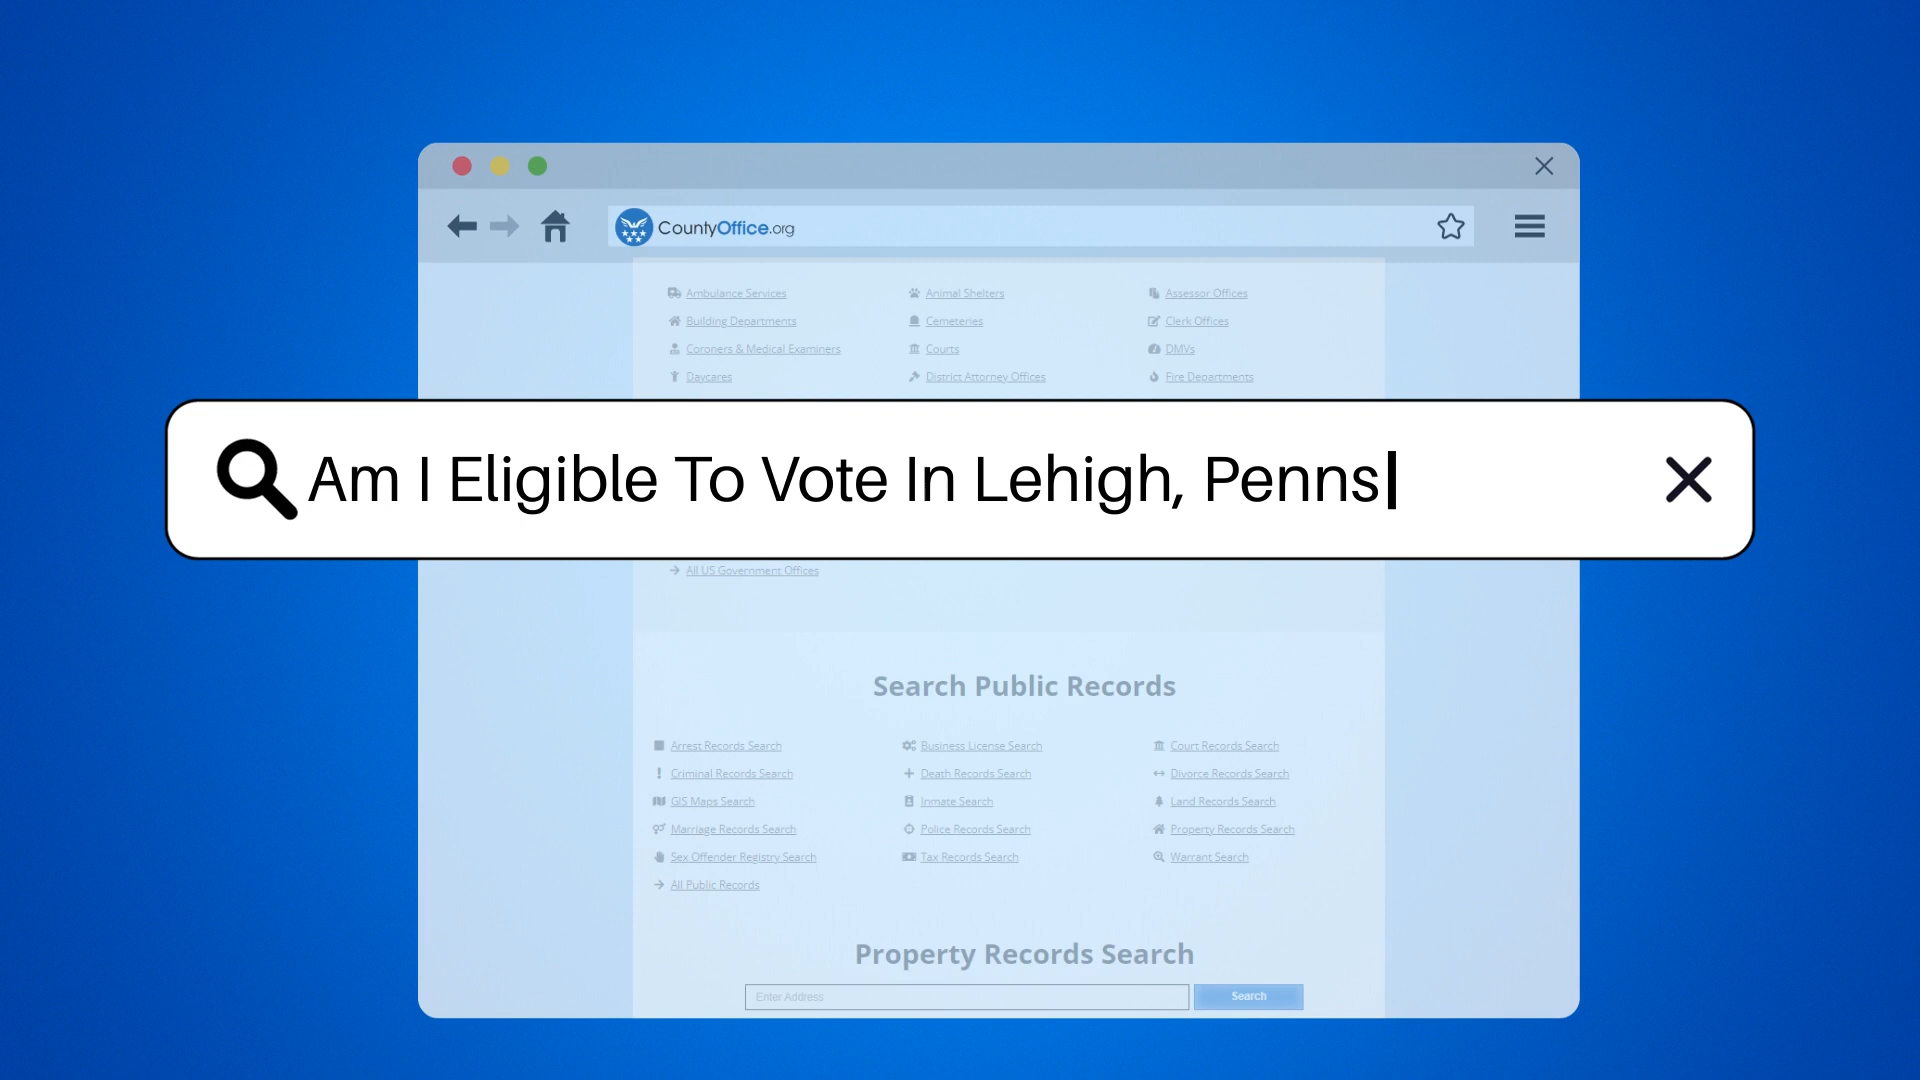 CountyOffice.org
Ambulance Services Animal Shelters Assessor Offices
Building Departments Cemeteries Clerk Offices
Coroners & Medical Examiners Courts DMVs
Daycares District Attorney Offices Fire Departments
Am I Eligible To Vote In Lehigh, Penns
All US Government Offices
Search Public Records
Arrest Records Search Business License Search Court Records Search
Criminal Records Search Death Records Search Divorce Records Search
GIS Maps Search Inmate Search Land Records Search
Marriage Records Search Police Records Search Property Records Search
Sex Offender Registry Search Tax Records Search Warrant Search
All Public Records
Property Records Search
Enter Address Search